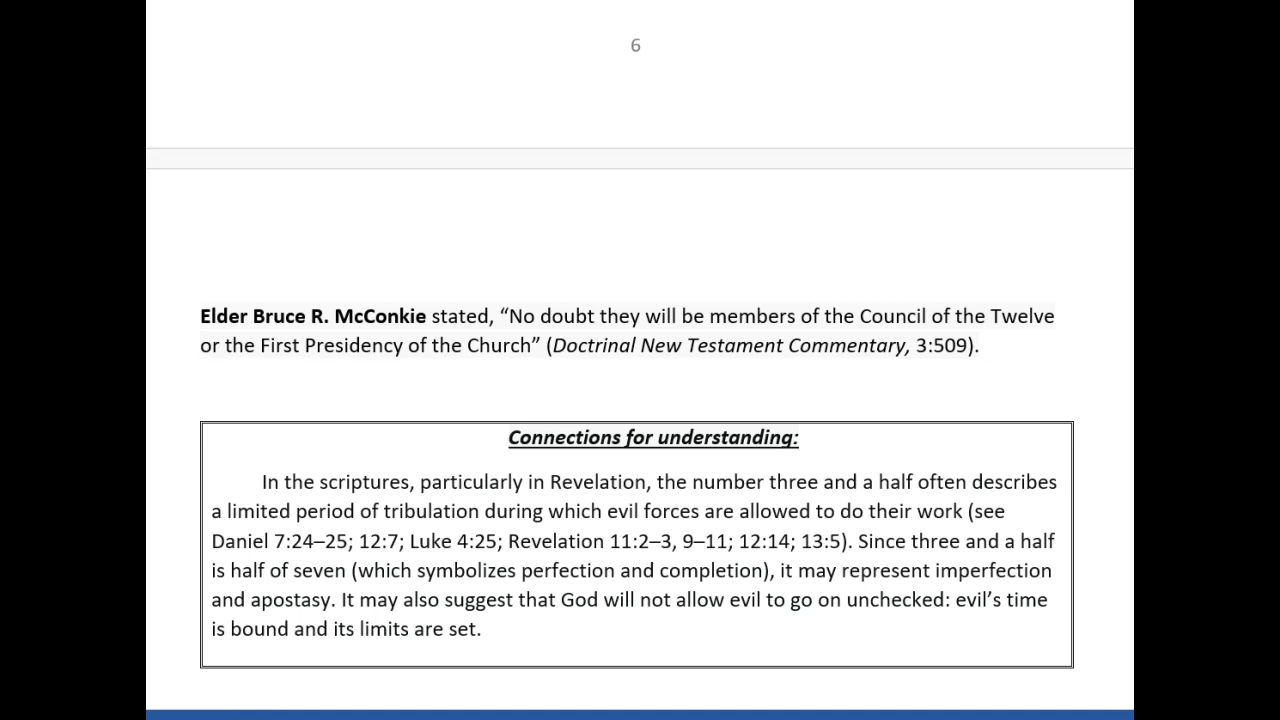 6
Elder Bruce R. McConkie stated, “No doubt they will be members of the Council of the Twelve
or the First Presidency of the Church” (Doctrinal New Testament Commentary, 3:509).
Connections for understanding:
In the scriptures, particularly in Revelation, the number three and a half often describes
a limited period of tribulation during which evil forces are allowed to do their work (see
Daniel 7:24–25; 12:7; Luke 4:25; Revelation 11:2–3, 9–11; 12:14; 13:5). Since three and a half
is half of seven (which symbolizes perfection and completion), it may represent imperfection
and apostasy. It may also suggest that God will not allow evil to go on unchecked: evil’s time
is bound and its limits are set.